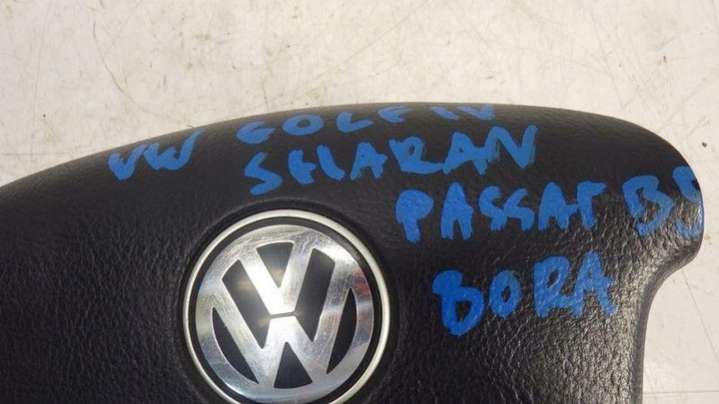 VW GOLF IV
SHARAN
PASSAT B5
BORA